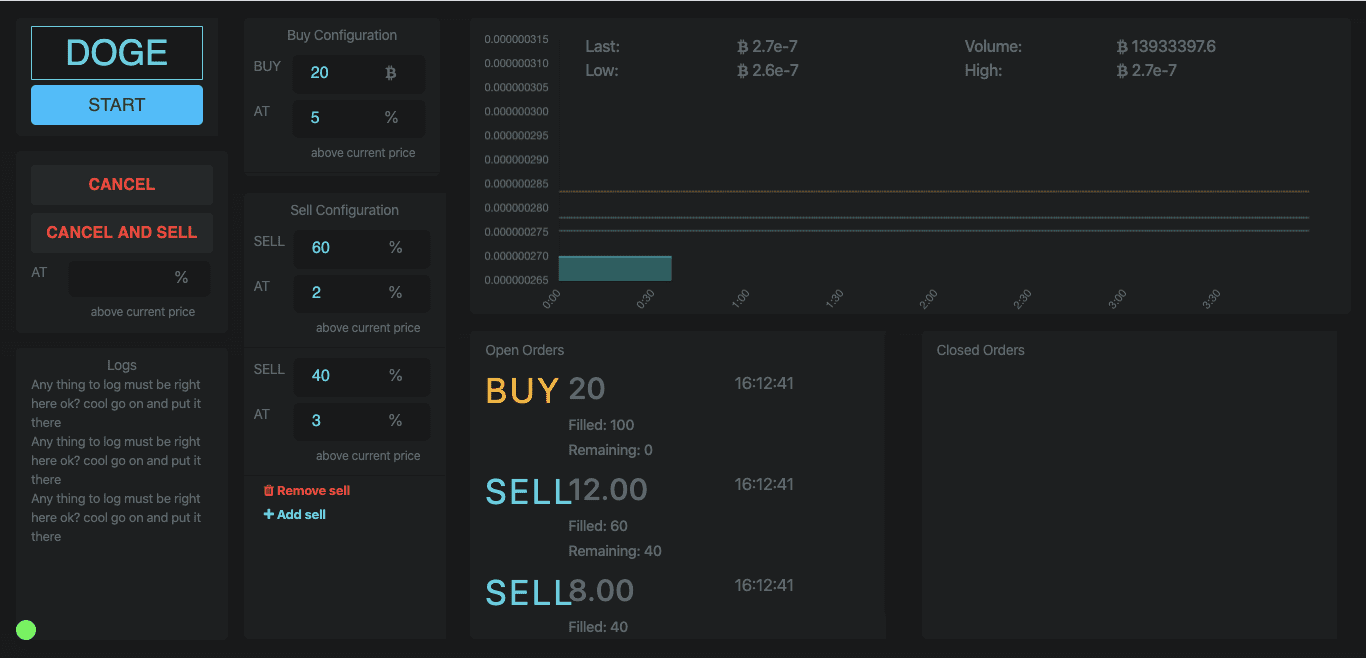 DOGE
START
CANCEL
CANCEL AND SELL
AT %
above current price
Logs
Any thing to log must be right
here ok? cool go on and put it
there
Any thing to log must be right
here ok? cool go on and put it
there
Any thing to log must be right
here ok? cool go on and put it
there
Buy Configuration
BUY 20 ₿
AT 5 %
above current price
Sell Configuration
SELL 60 %
AT 2 %
above current price
SELL 40 %
AT 3 %
above current price
Remove sell
Add sell
Last: ₿ 2.7e-7 Volume: ₿ 13933397.6
Low: ₿ 2.6e-7 High: ₿ 2.7e-7
0.000000315
0.000000310
0.000000305
0.000000300
0.000000295
0.000000290
0.000000285
0.000000280
0.000000275
0.000000270
0.000000265
0:00 0:30 1:00 1:30 2:00 2:30 3:00 3:30
Open Orders
BUY 20 16:12:41
Filled: 100
Remaining: 0
SELL 12.00 16:12:41
Filled: 60
Remaining: 40
SELL 8.00 16:12:41
Filled: 40
Closed Orders